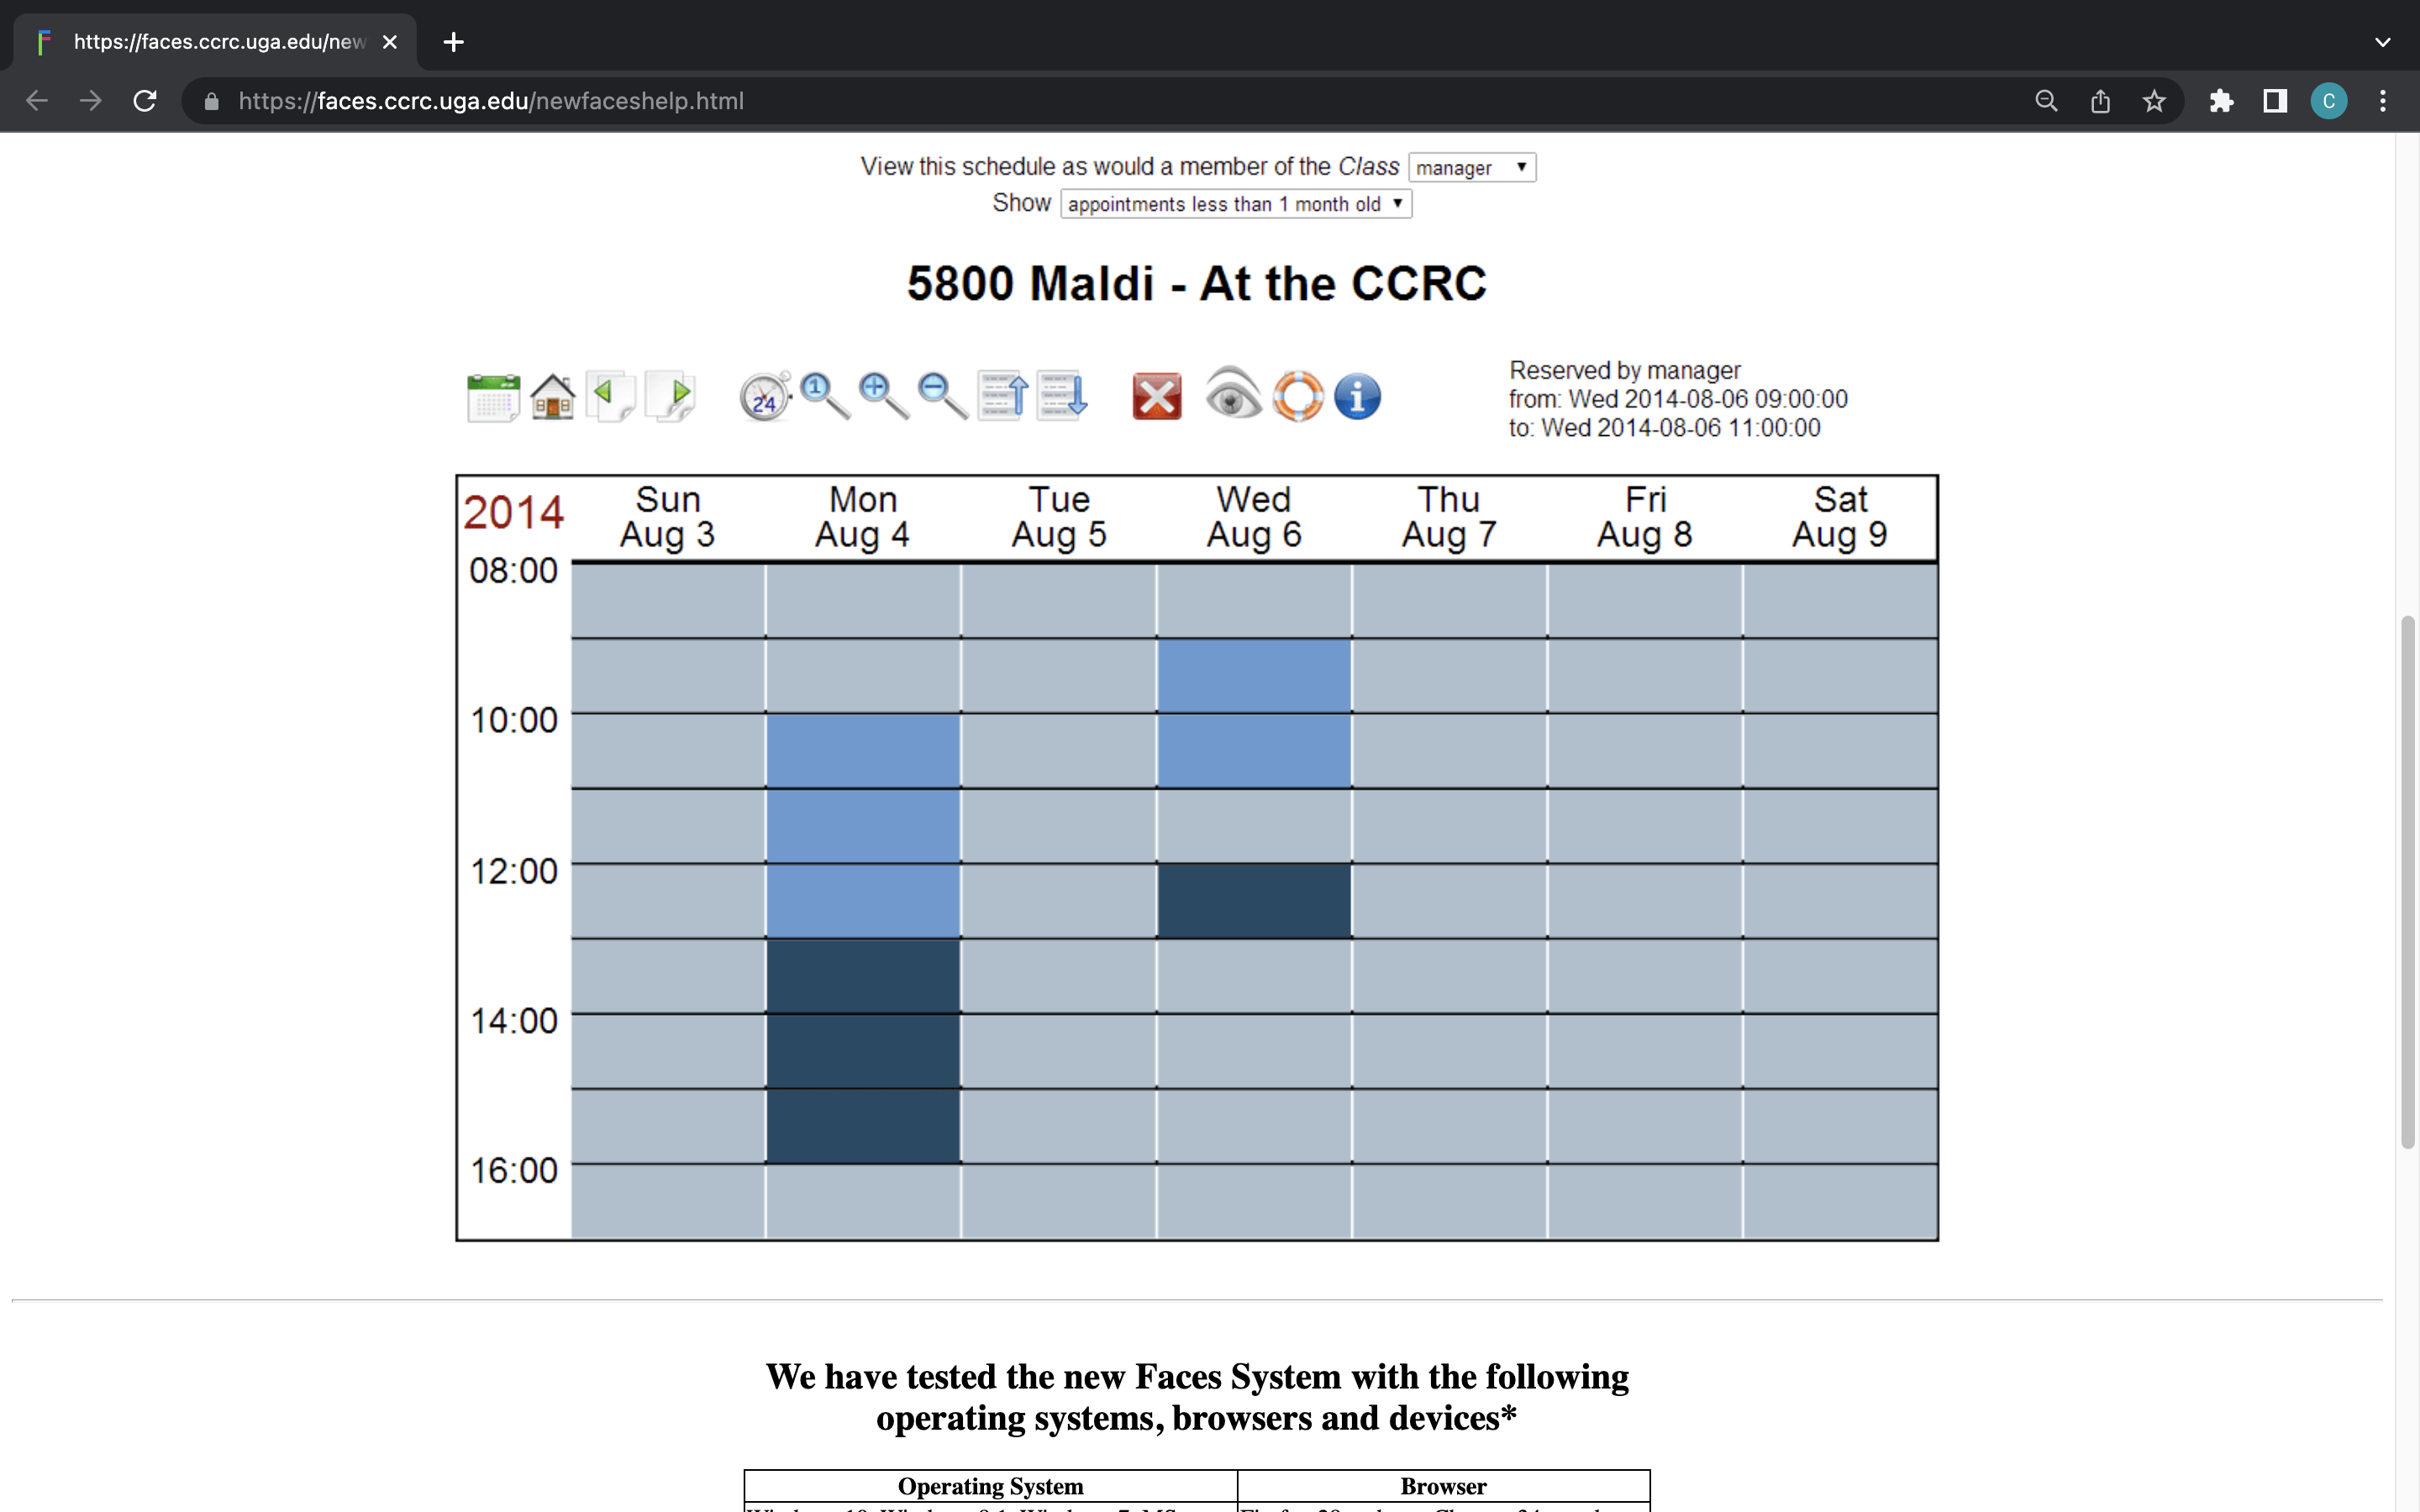 https://faces.ccrc.uga.edu/new
https://faces.ccrc.uga.edu/newfaceshelp.html
C
View this schedule as would a member of the Class manager
Show appointments less than 1 month old
5800 Maldi - At the CCRC
24
1
Reserved by manager
from: Wed 2014-08-06 09:00:00
to: Wed 2014-08-06 11:00:00
2014
Sun Mon Tue Wed Thu Fri Sat
Aug 3 Aug 4 Aug 5 Aug 6 Aug 7 Aug 8 Aug 9
08:00
10:00
12:00
14:00
16:00
We have tested the new Faces System with the following
operating systems, browsers and devices*
Operating System Browser